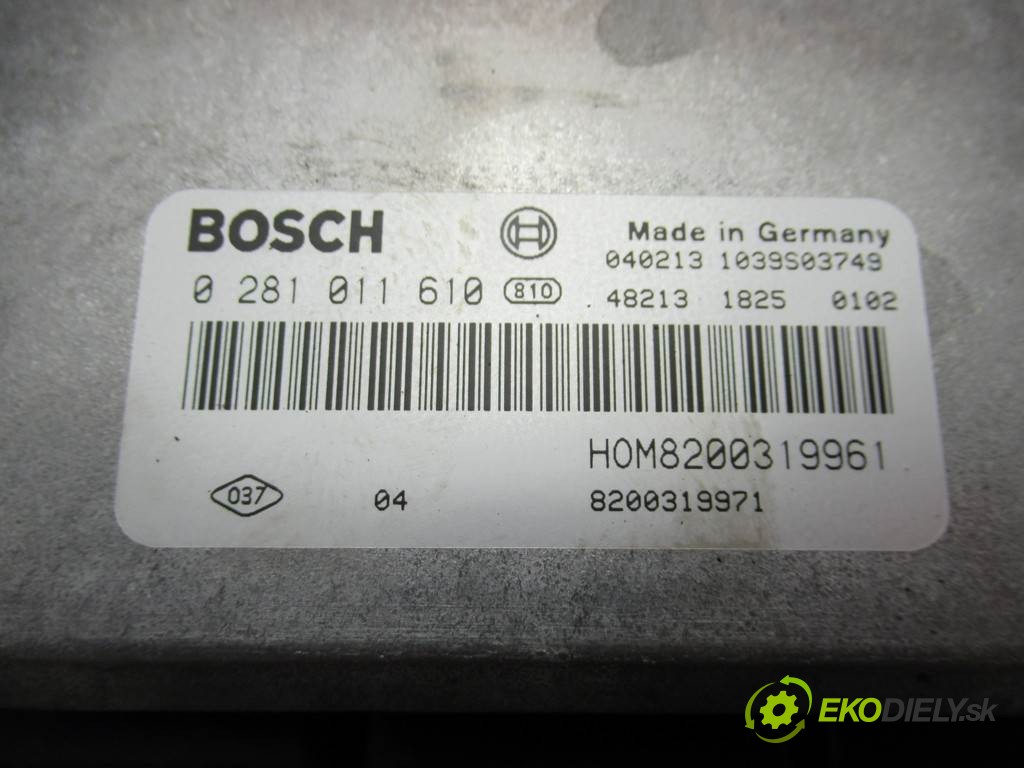 BOSCH Made in Germany
040213 1039S03749
0 281 011 610 810 .48213 1825 0102
HOM8200319961
037 04 8200319971
EKODIELY.sk